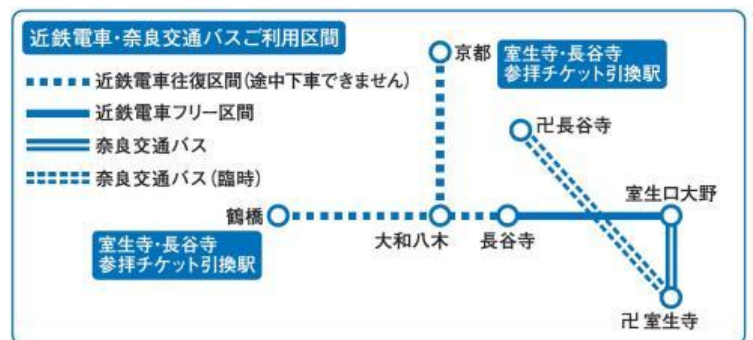 近鉄電車・奈良交通バスご利用区間
近鉄電車往復区間(途中下車できません)
近鉄電車フリー区間
奈良交通バス
奈良交通バス(臨時)
京都
室生寺・長谷寺
参拝チケット引換駅
卍長谷寺
室生口大野
鶴橋
大和八木
長谷寺
室生寺・長谷寺
参拝チケット引換駅
卍室生寺